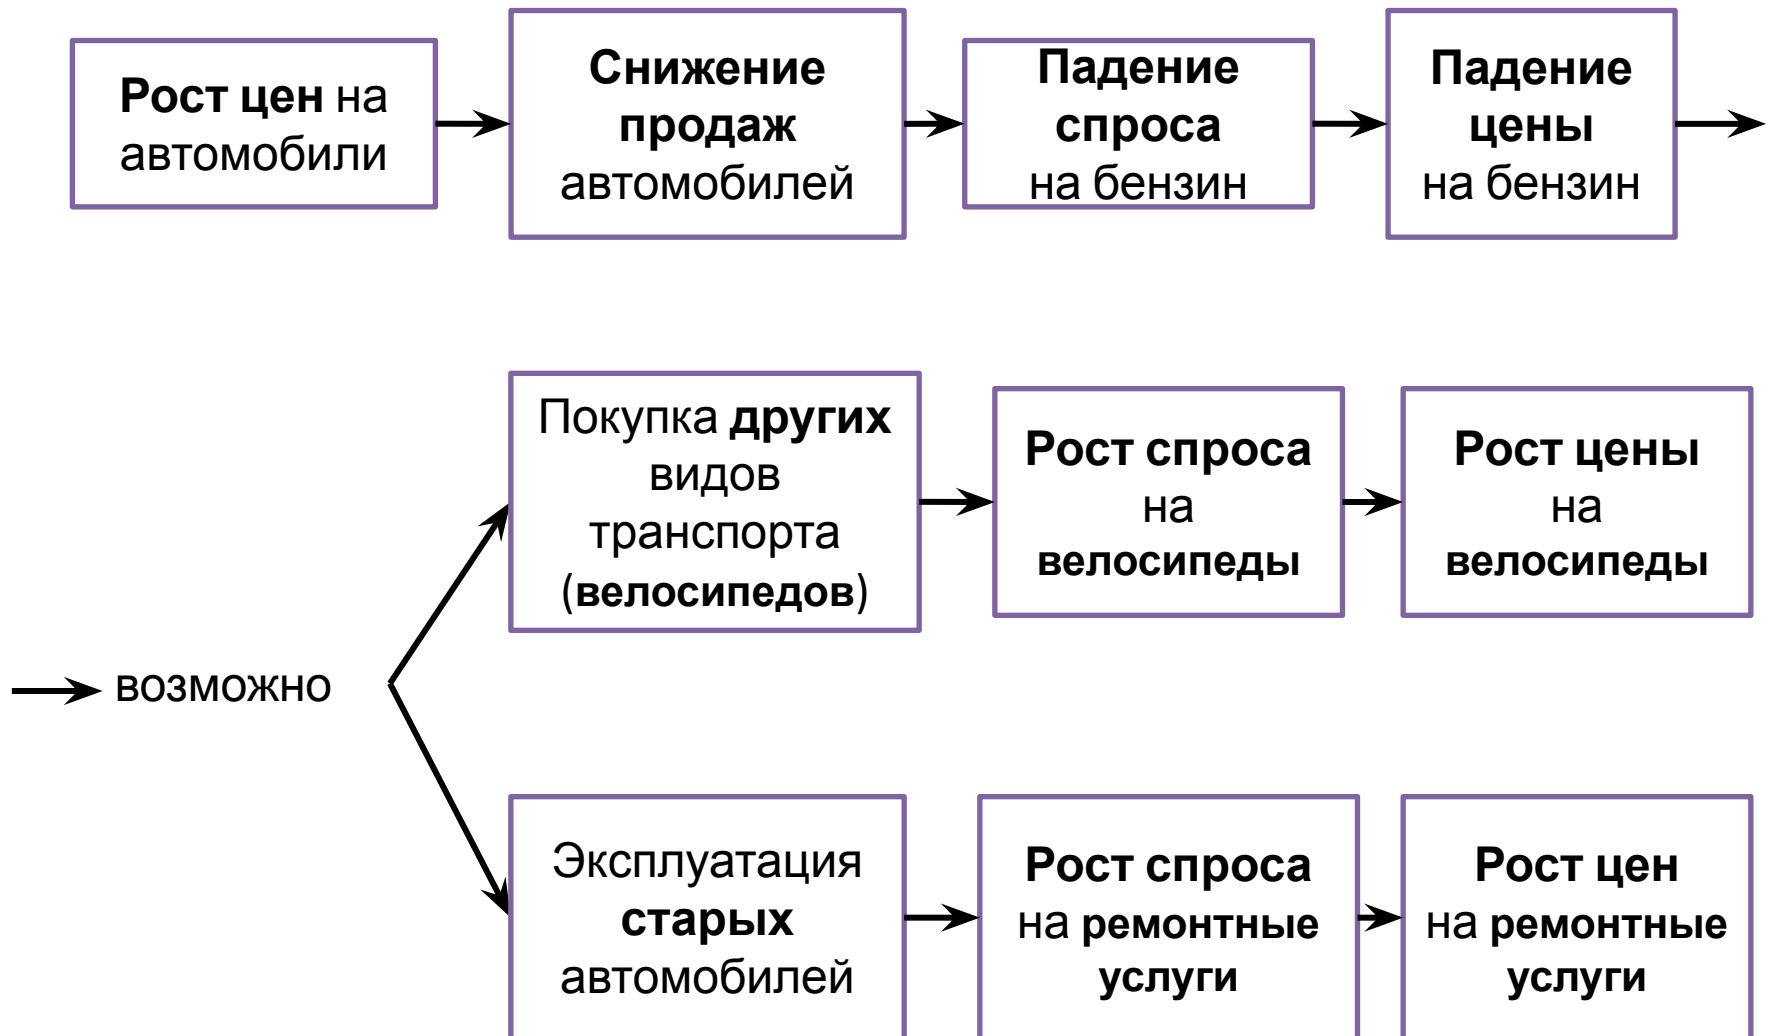 Рост цен на
автомобили
Снижение
продаж
автомобилей
Падение
спроса
на бензин
Падение
цены
на бензин
Покупка других
видов
транспорта
(велосипедов)
Рост спроса
на
велосипеды
Рост цены
на
велосипеды
возможно
Эксплуатация
старых
автомобилей
Рост спроса
на ремонтные
услуги
Рост цен
на ремонтные
услуги